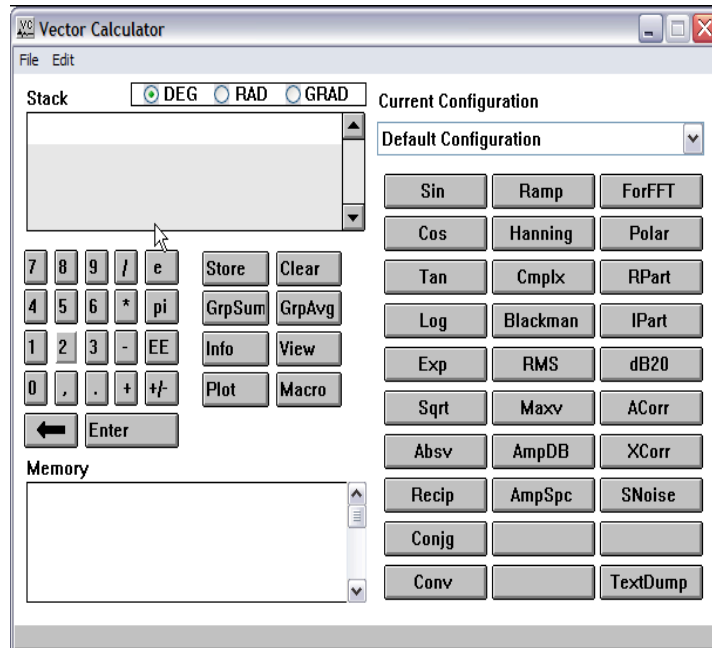 VC Vector Calculator
File Edit
Stack
DEG RAD GRAD
Current Configuration
Default Configuration
7 8 9 / e
4 5 6 * pi
1 2 3 - EE
0 , . + +/-
Enter
Store Clear
GrpSum GrpAvg
Info View
Plot Macro
Memory
Sin Ramp ForFFT
Cos Hanning Polar
Tan Cmplx RPart
Log Blackman IPart
Exp RMS dB20
Sqrt Maxv ACorr
Absv AmpDB XCorr
Recip AmpSpc SNoise
Conjg
Conv TextDump